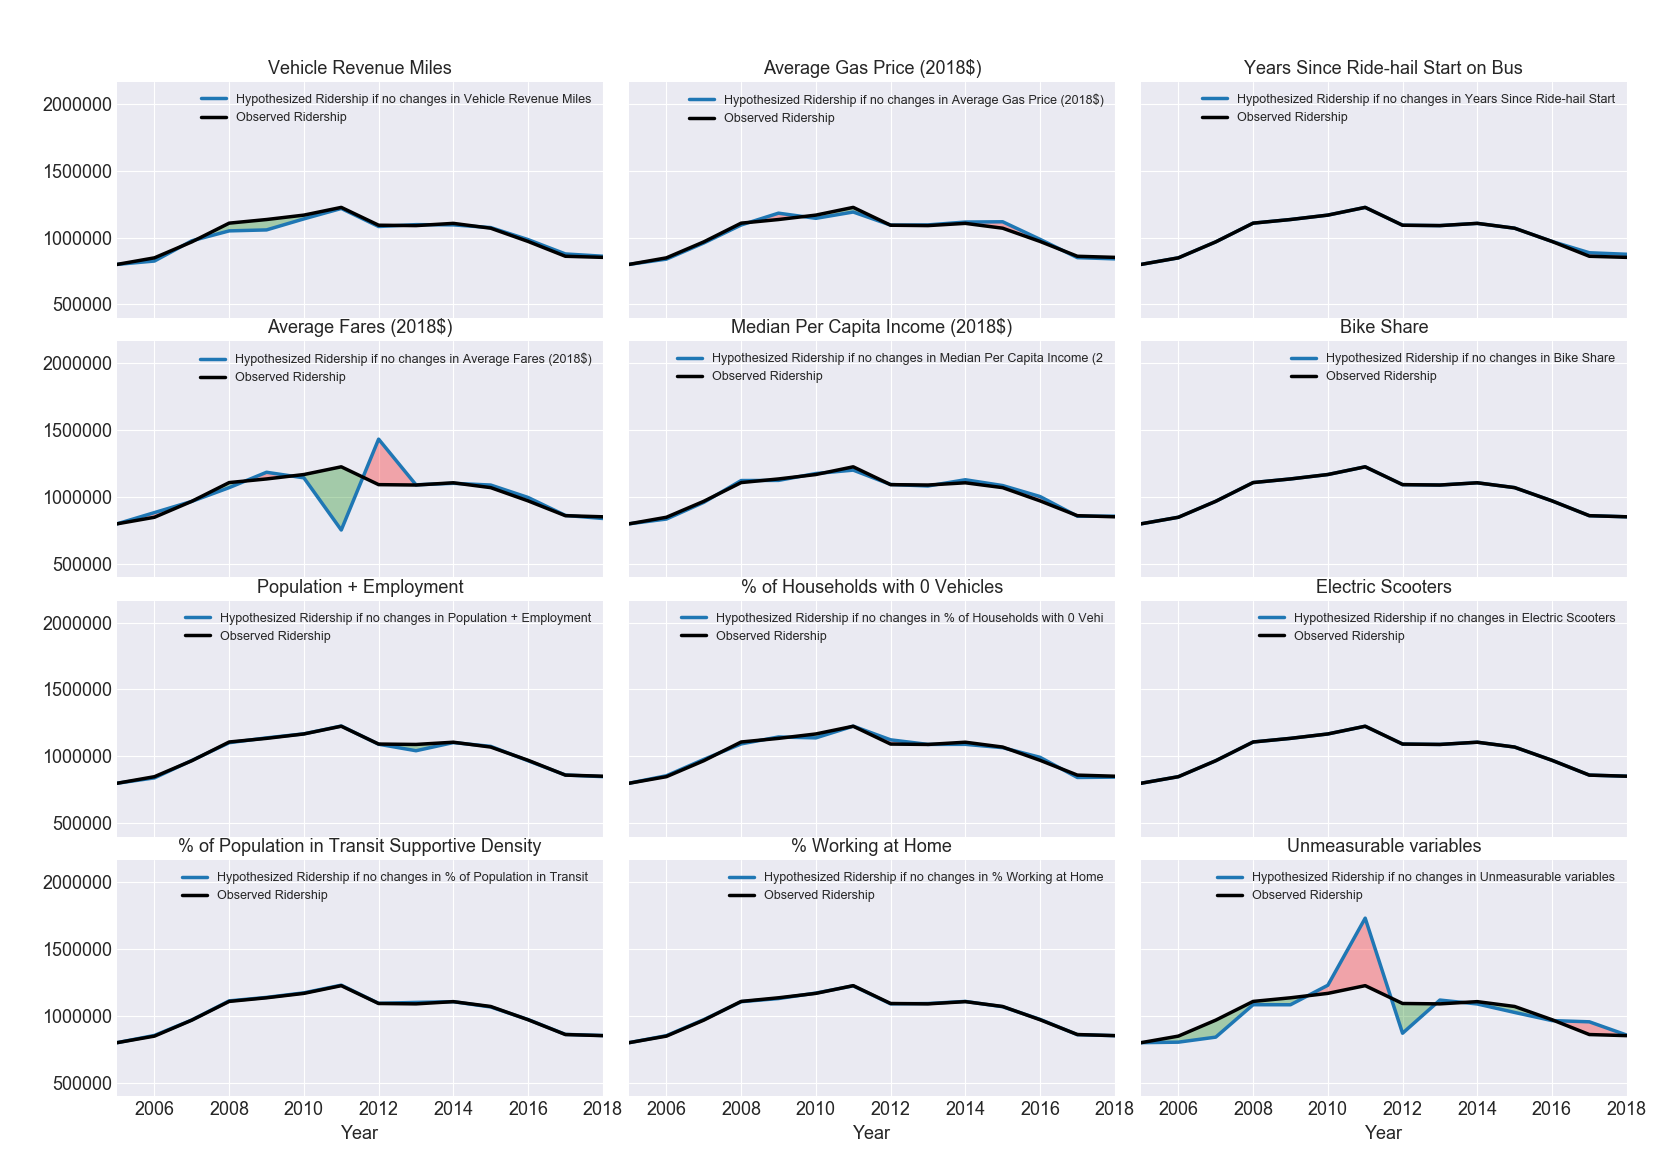 Vehicle Revenue Miles
Hypothesized Ridership if no changes in Vehicle Revenue Miles
Observed Ridership
2000000
1500000
1000000
500000
Average Gas Price (2018$)
Hypothesized Ridership if no changes in Average Gas Price (2018$)
Observed Ridership
Years Since Ride-hail Start on Bus
Hypothesized Ridership if no changes in Years Since Ride-hail Start
Observed Ridership
Average Fares (2018$)
Hypothesized Ridership if no changes in Average Fares (2018$)
Observed Ridership
2000000
1500000
1000000
500000
Median Per Capita Income (2018$)
Hypothesized Ridership if no changes in Median Per Capita Income (2
Observed Ridership
Bike Share
Hypothesized Ridership if no changes in Bike Share
Observed Ridership
Population + Employment
Hypothesized Ridership if no changes in Population + Employment
Observed Ridership
2000000
1500000
1000000
500000
% of Households with 0 Vehicles
Hypothesized Ridership if no changes in % of Households with 0 Vehi
Observed Ridership
Electric Scooters
Hypothesized Ridership if no changes in Electric Scooters
Observed Ridership
% of Population in Transit Supportive Density
Hypothesized Ridership if no changes in % of Population in Transit
Observed Ridership
2000000
1500000
1000000
500000
2006 2008 2010 2012 2014 2016 2018
Year
% Working at Home
Hypothesized Ridership if no changes in % Working at Home
Observed Ridership
2006 2008 2010 2012 2014 2016 2018
Year
Unmeasurable variables
Hypothesized Ridership if no changes in Unmeasurable variables
Observed Ridership
2006 2008 2010 2012 2014 2016 2018
Year